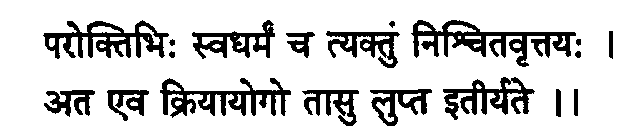 परोक्तिभिः स्वधर्मं च त्यक्तुं निश्चितवृत्तयः ।
अत एव क्रियायोगो तासु लुप्त इतीर्यते ।।